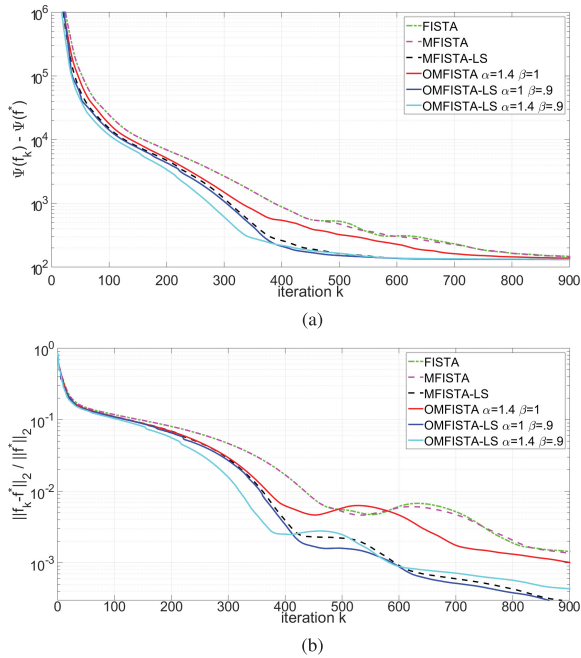 10^6
10^5
10^4
10^3
10^2
Ψ(f_k) - Ψ(f^*)
FISTA
MFISTA
MFISTA-LS
OMFISTA α=1.4 β=1
OMFISTA-LS α=1 β=.9
OMFISTA-LS α=1.4 β=.9
0 100 200 300 400 500 600 700 800 900
iteration k
(a)
10^0
10^-1
10^-2
10^-3
||f_k-f^*||_2 / ||f^*||_2
FISTA
MFISTA
MFISTA-LS
OMFISTA α=1.4 β=1
OMFISTA-LS α=1 β=.9
OMFISTA-LS α=1.4 β=.9
0 100 200 300 400 500 600 700 800 900
iteration k
(b)